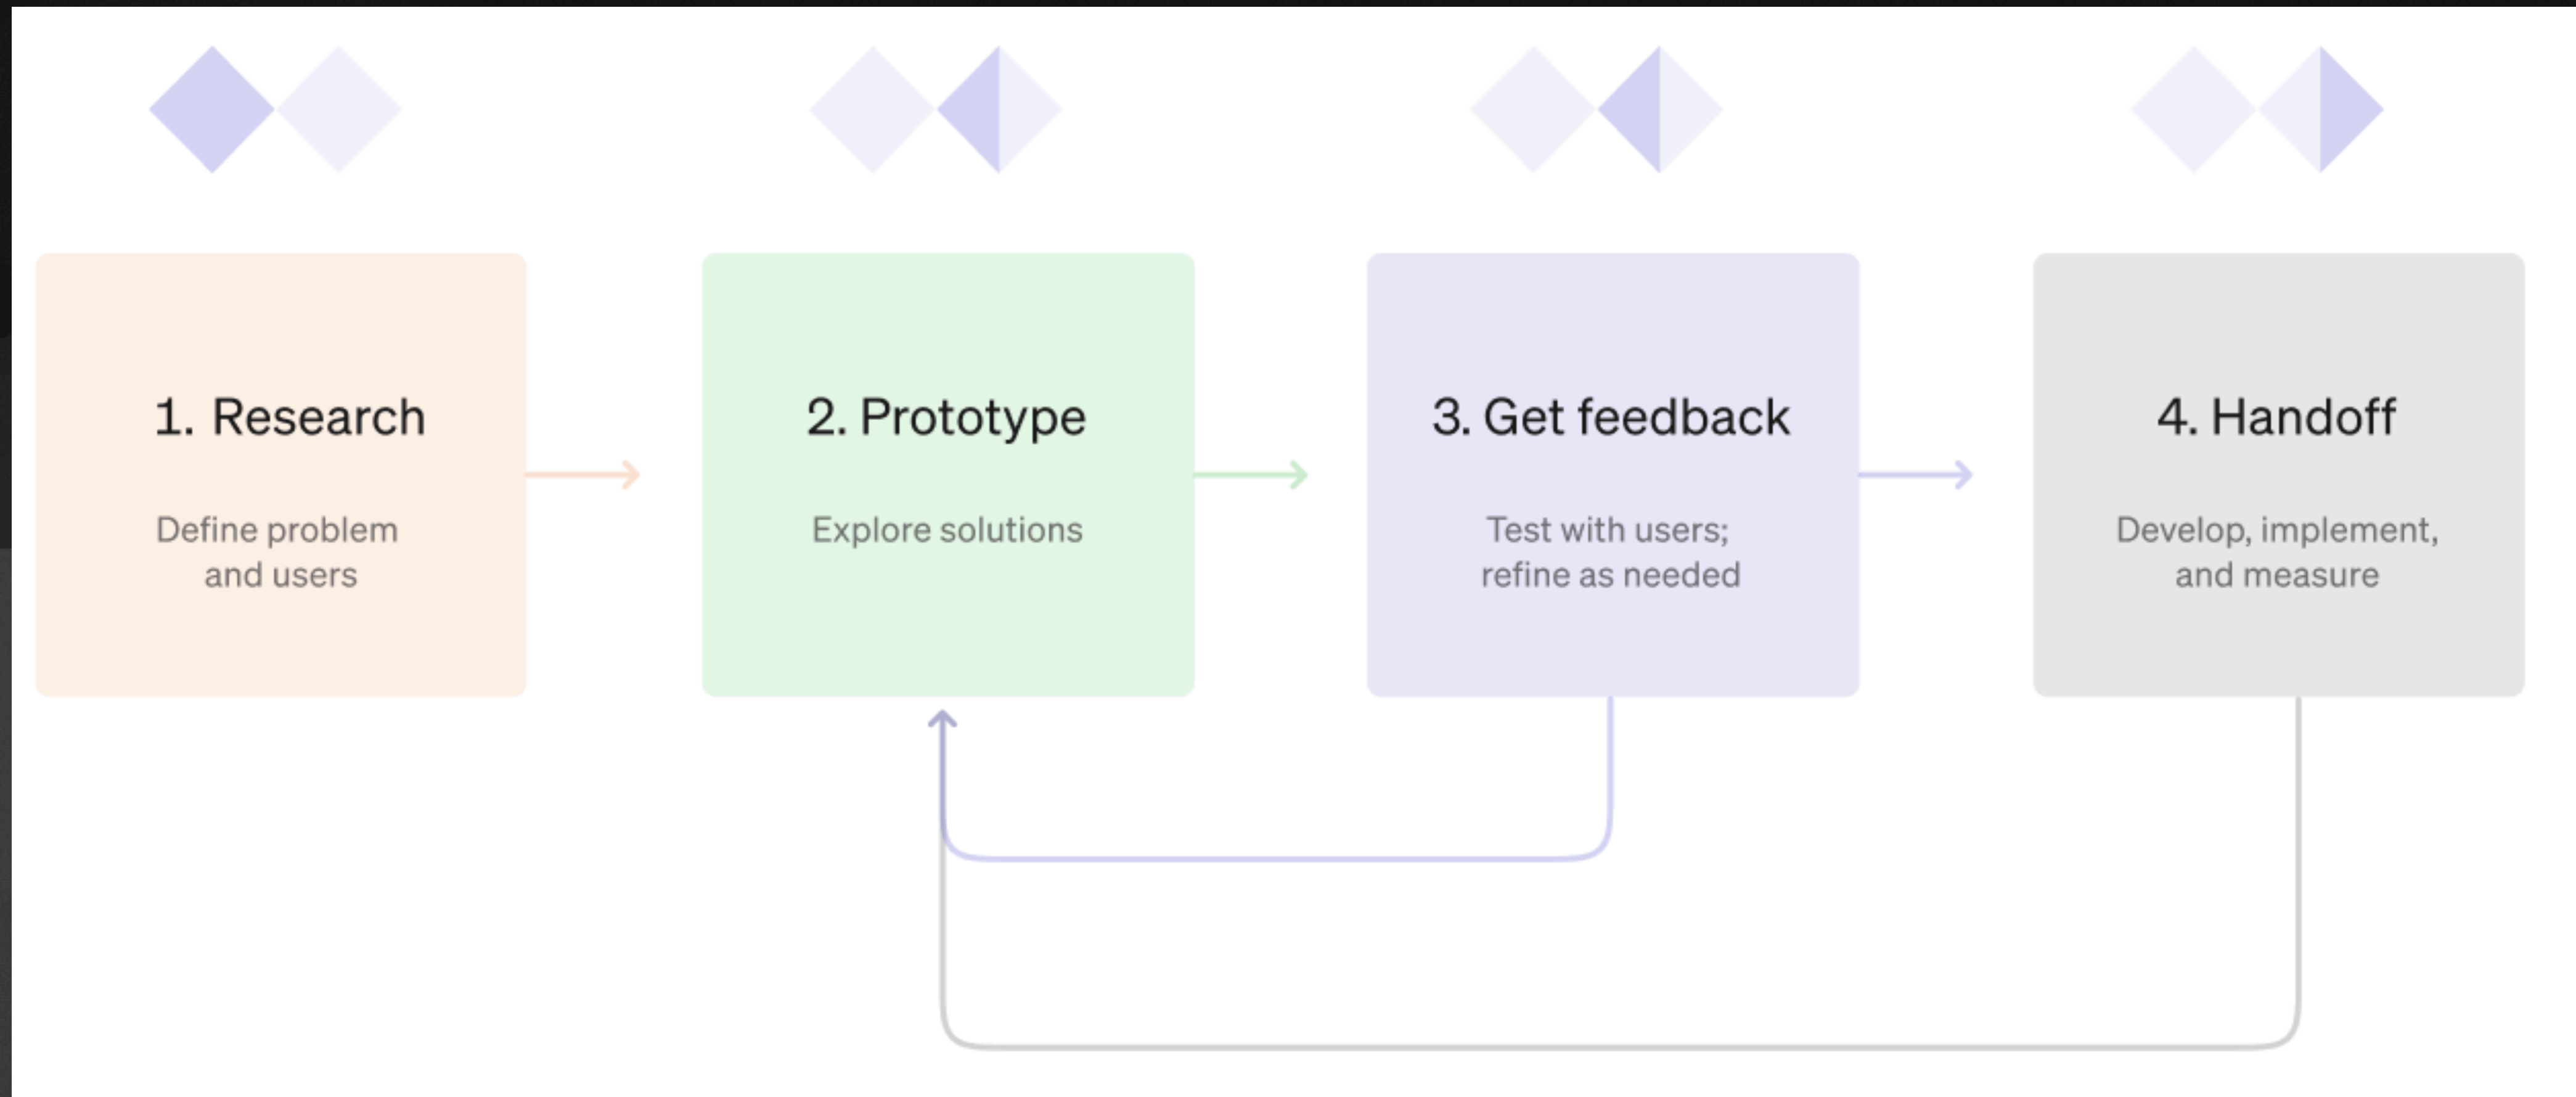 1. Research
Define problem
and users
2. Prototype
Explore solutions
3. Get feedback
Test with users;
refine as needed
4. Handoff
Develop, implement,
and measure